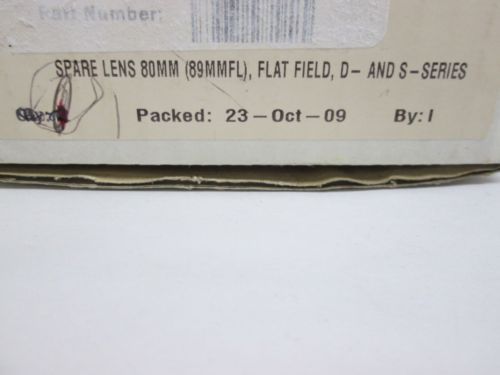 Part Number:
SPARE LENS 80MM (89MMFL), FLAT FIELD, D- AND S-SERIES
Packed: 23-Oct-09 By: I